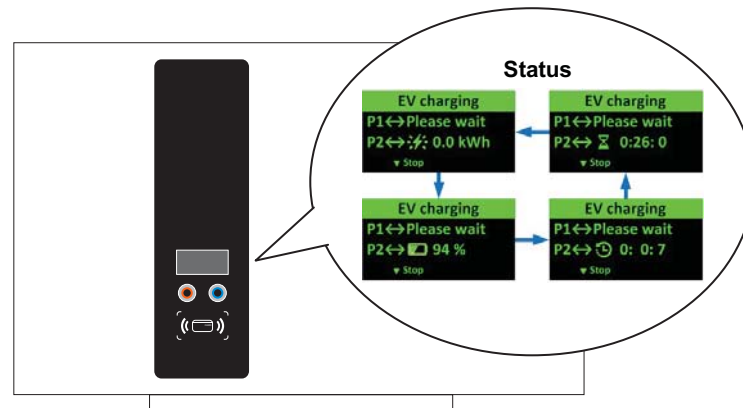 Status
EV charging
P1↔Please wait
P2↔ 0.0 kWh
▼ Stop
EV charging
P1↔Please wait
P2↔ 0:26: 0
▼ Stop
EV charging
P1↔Please wait
P2↔ 94 %
▼ Stop
EV charging
P1↔Please wait
P2↔ 0: 0: 7
▼ Stop